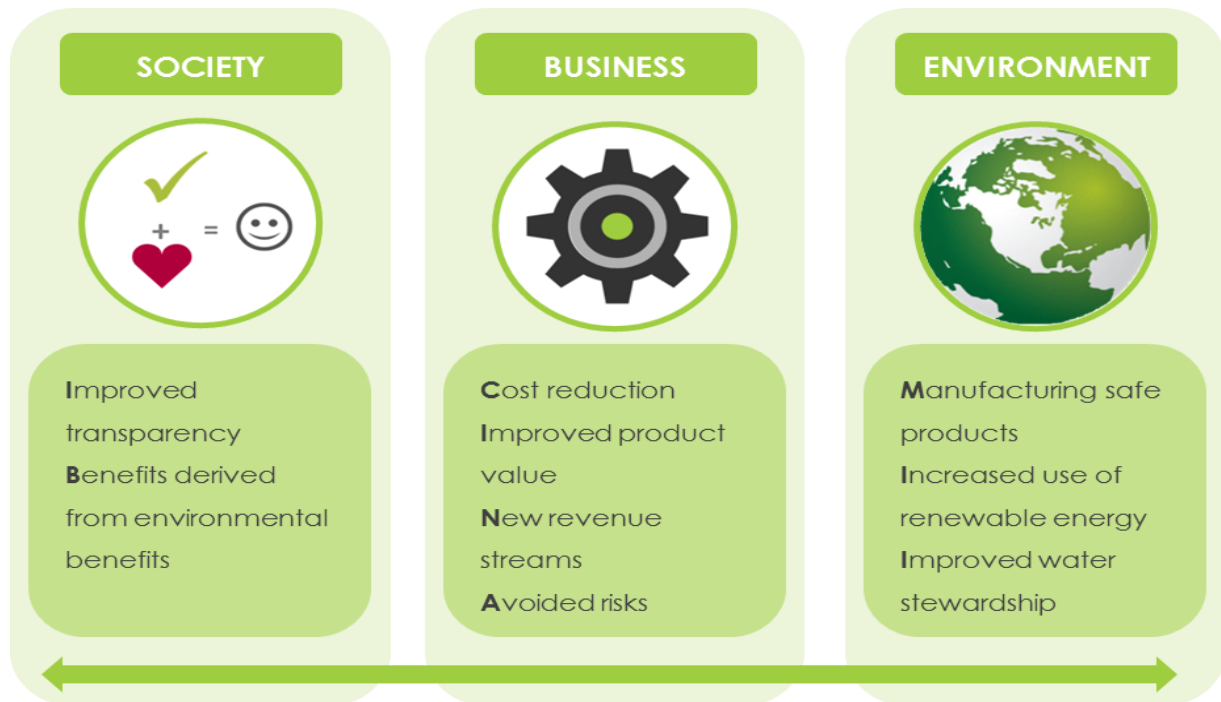 SOCIETY
Improved
transparency
Benefits derived
from environmental
benefits
BUSINESS
Cost reduction
Improved product
value
New revenue
streams
Avoided risks
ENVIRONMENT
Manufacturing safe
products
Increased use of
renewable energy
Improved water
stewardship